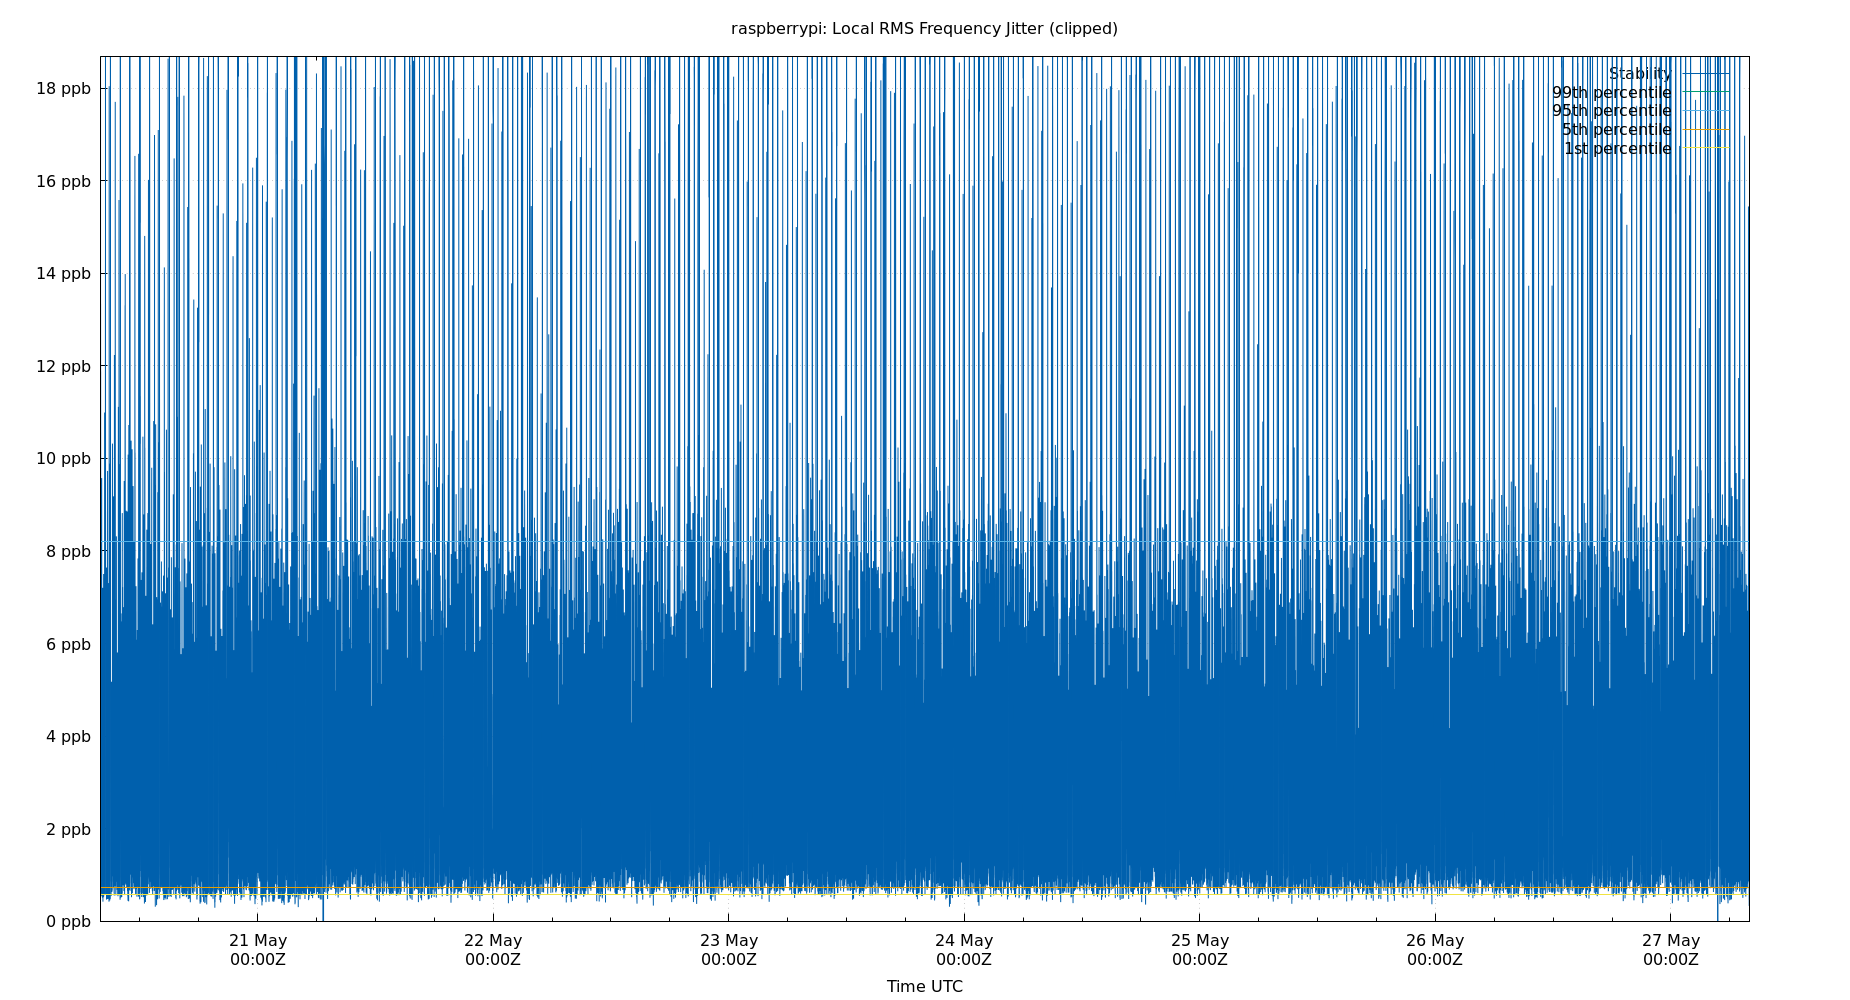 raspberrypi: Local RMS Frequency Jitter (clipped)
18 ppb
16 ppb
14 ppb
12 ppb
10 ppb
8 ppb
6 ppb
4 ppb
2 ppb
0 ppb
Stability
99th percentile
95th percentile
5th percentile
1st percentile
21 May 22 May 23 May 24 May 25 May 26 May 27 May
00:00Z 00:00Z 00:00Z 00:00Z 00:00Z 00:00Z 00:00Z
Time UTC